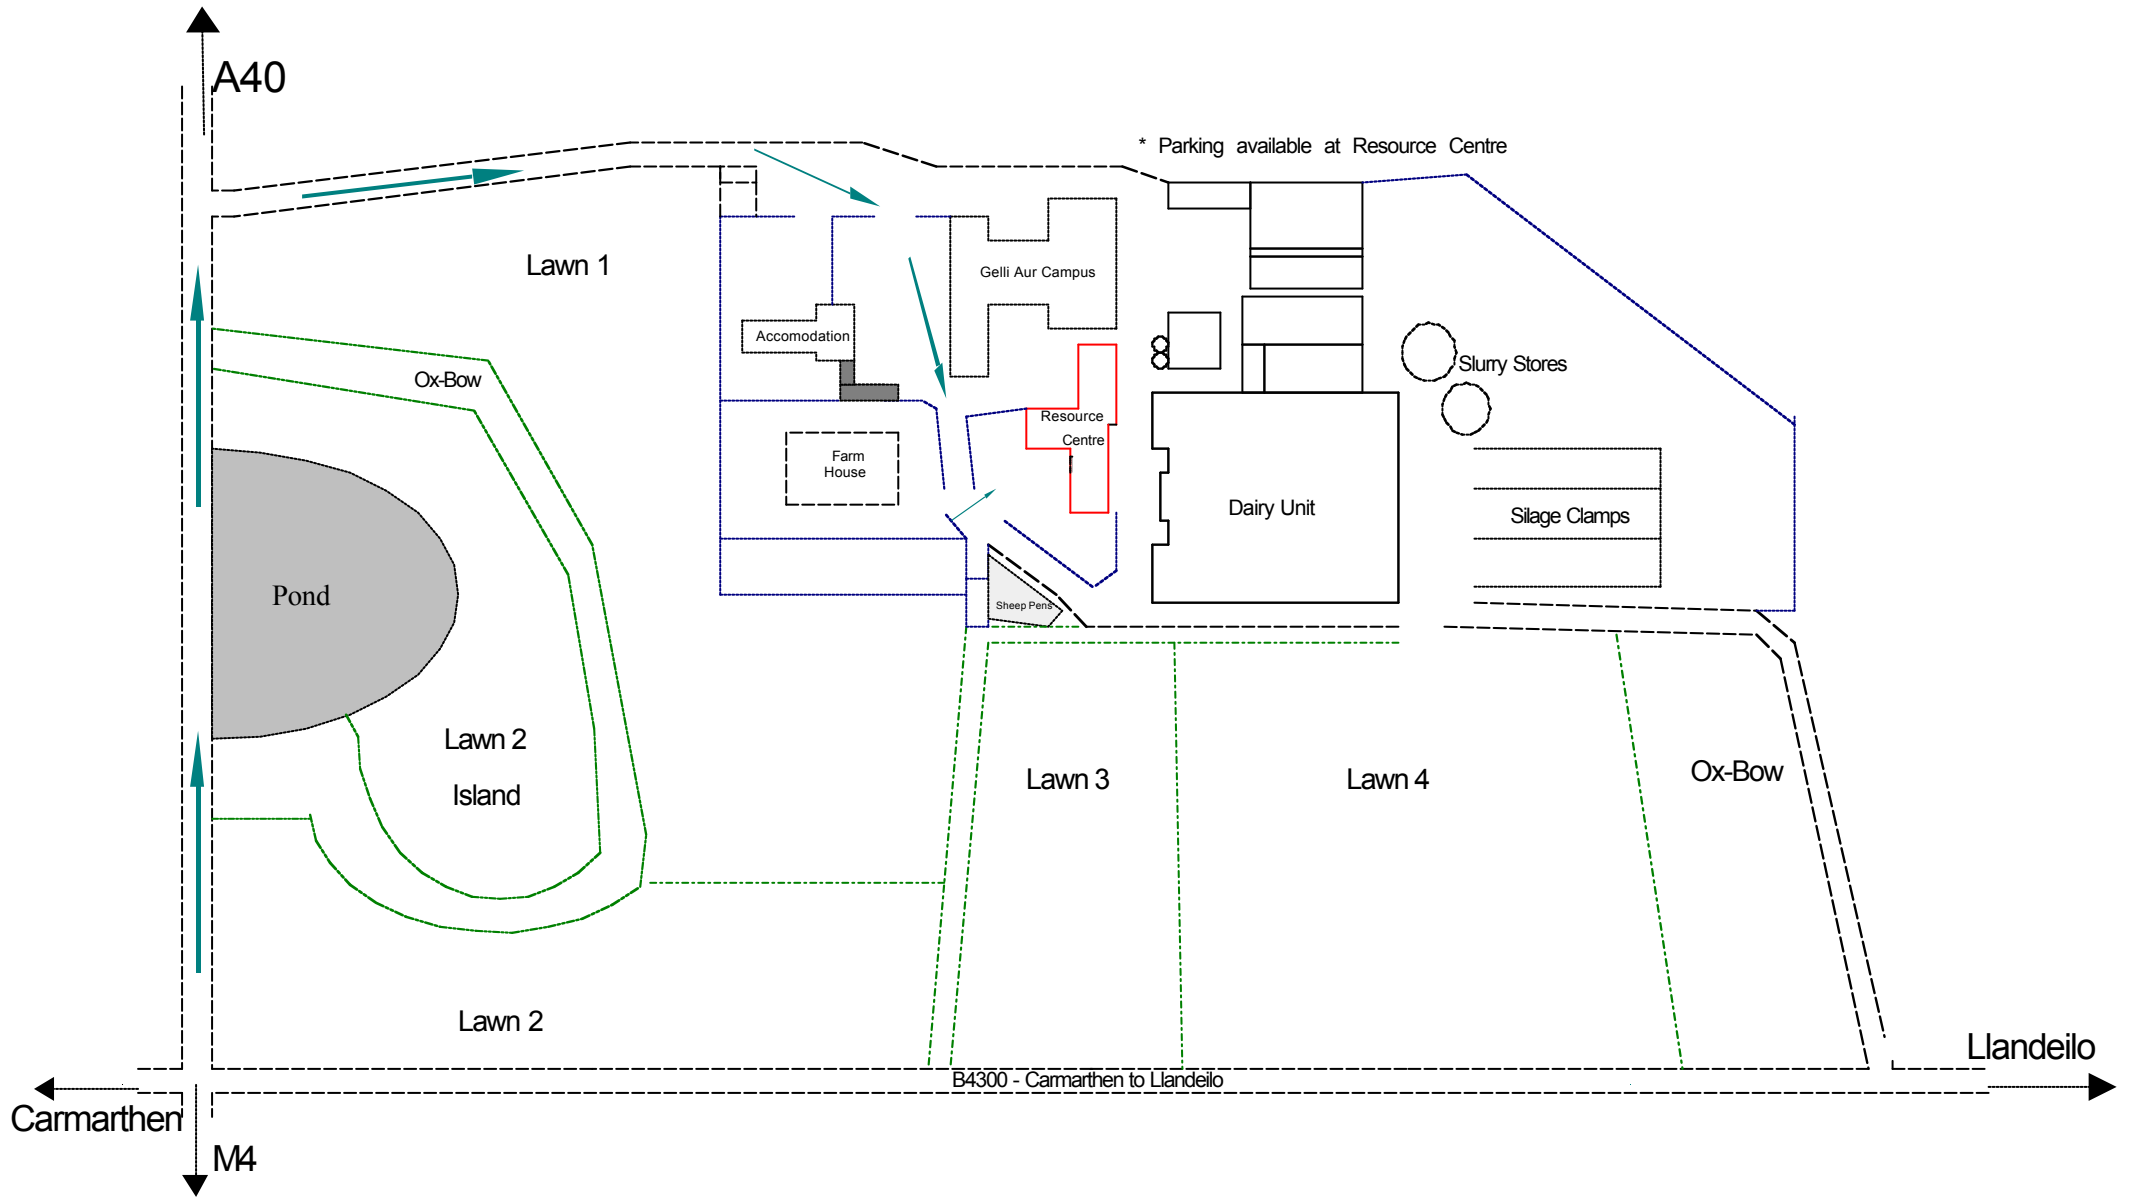 A40
* Parking available at Resource Centre
Lawn 1
Gelli Aur Campus
Accomodation
Slurry Stores
Ox-Bow
Resource
Centre
Farm
House
Dairy Unit
Silage Clamps
Pond
Sheep Pens
Lawn 2
Island
Lawn 3
Lawn 4
Ox-Bow
Lawn 2
Llandeilo
B4300 - Carmarthen to Llandeilo
Carmarthen
M4